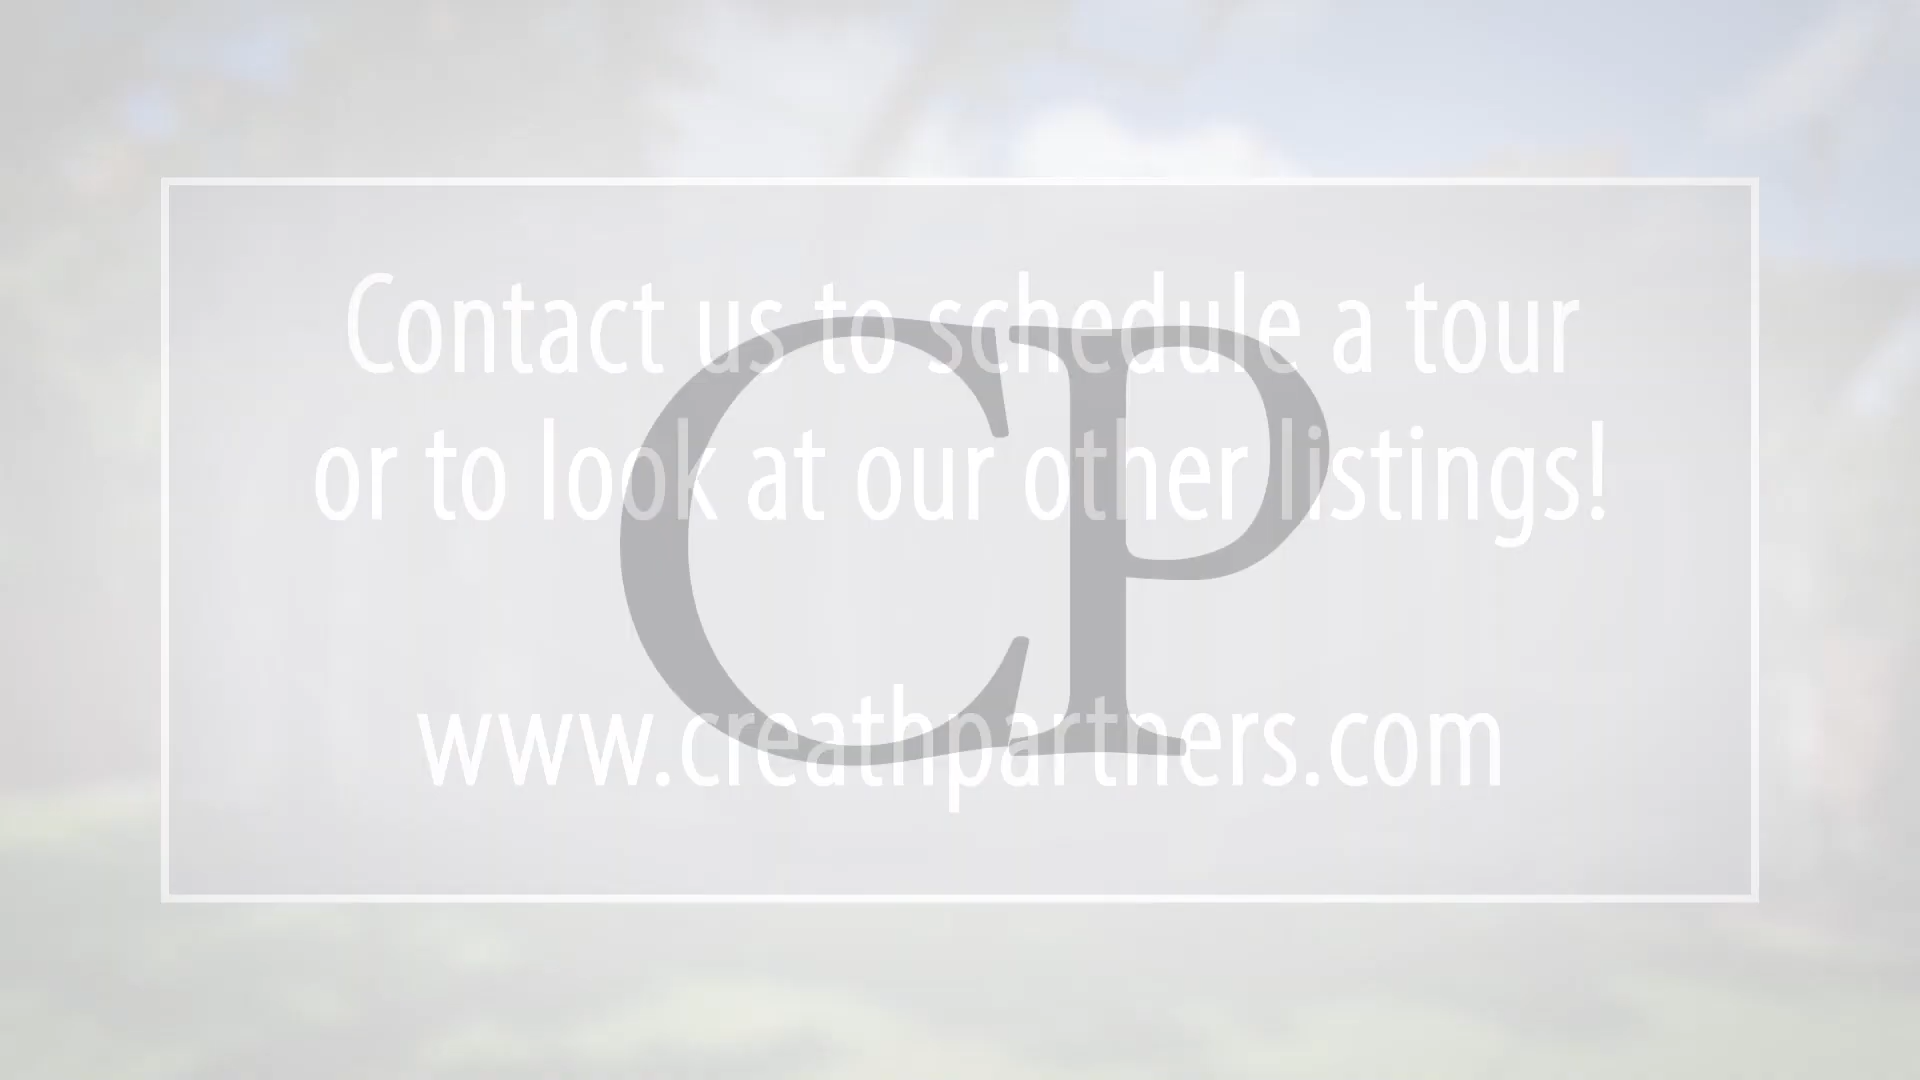 Contact us to schedule a tour
or to look at our other listings!
CP
www.creathpartners.com